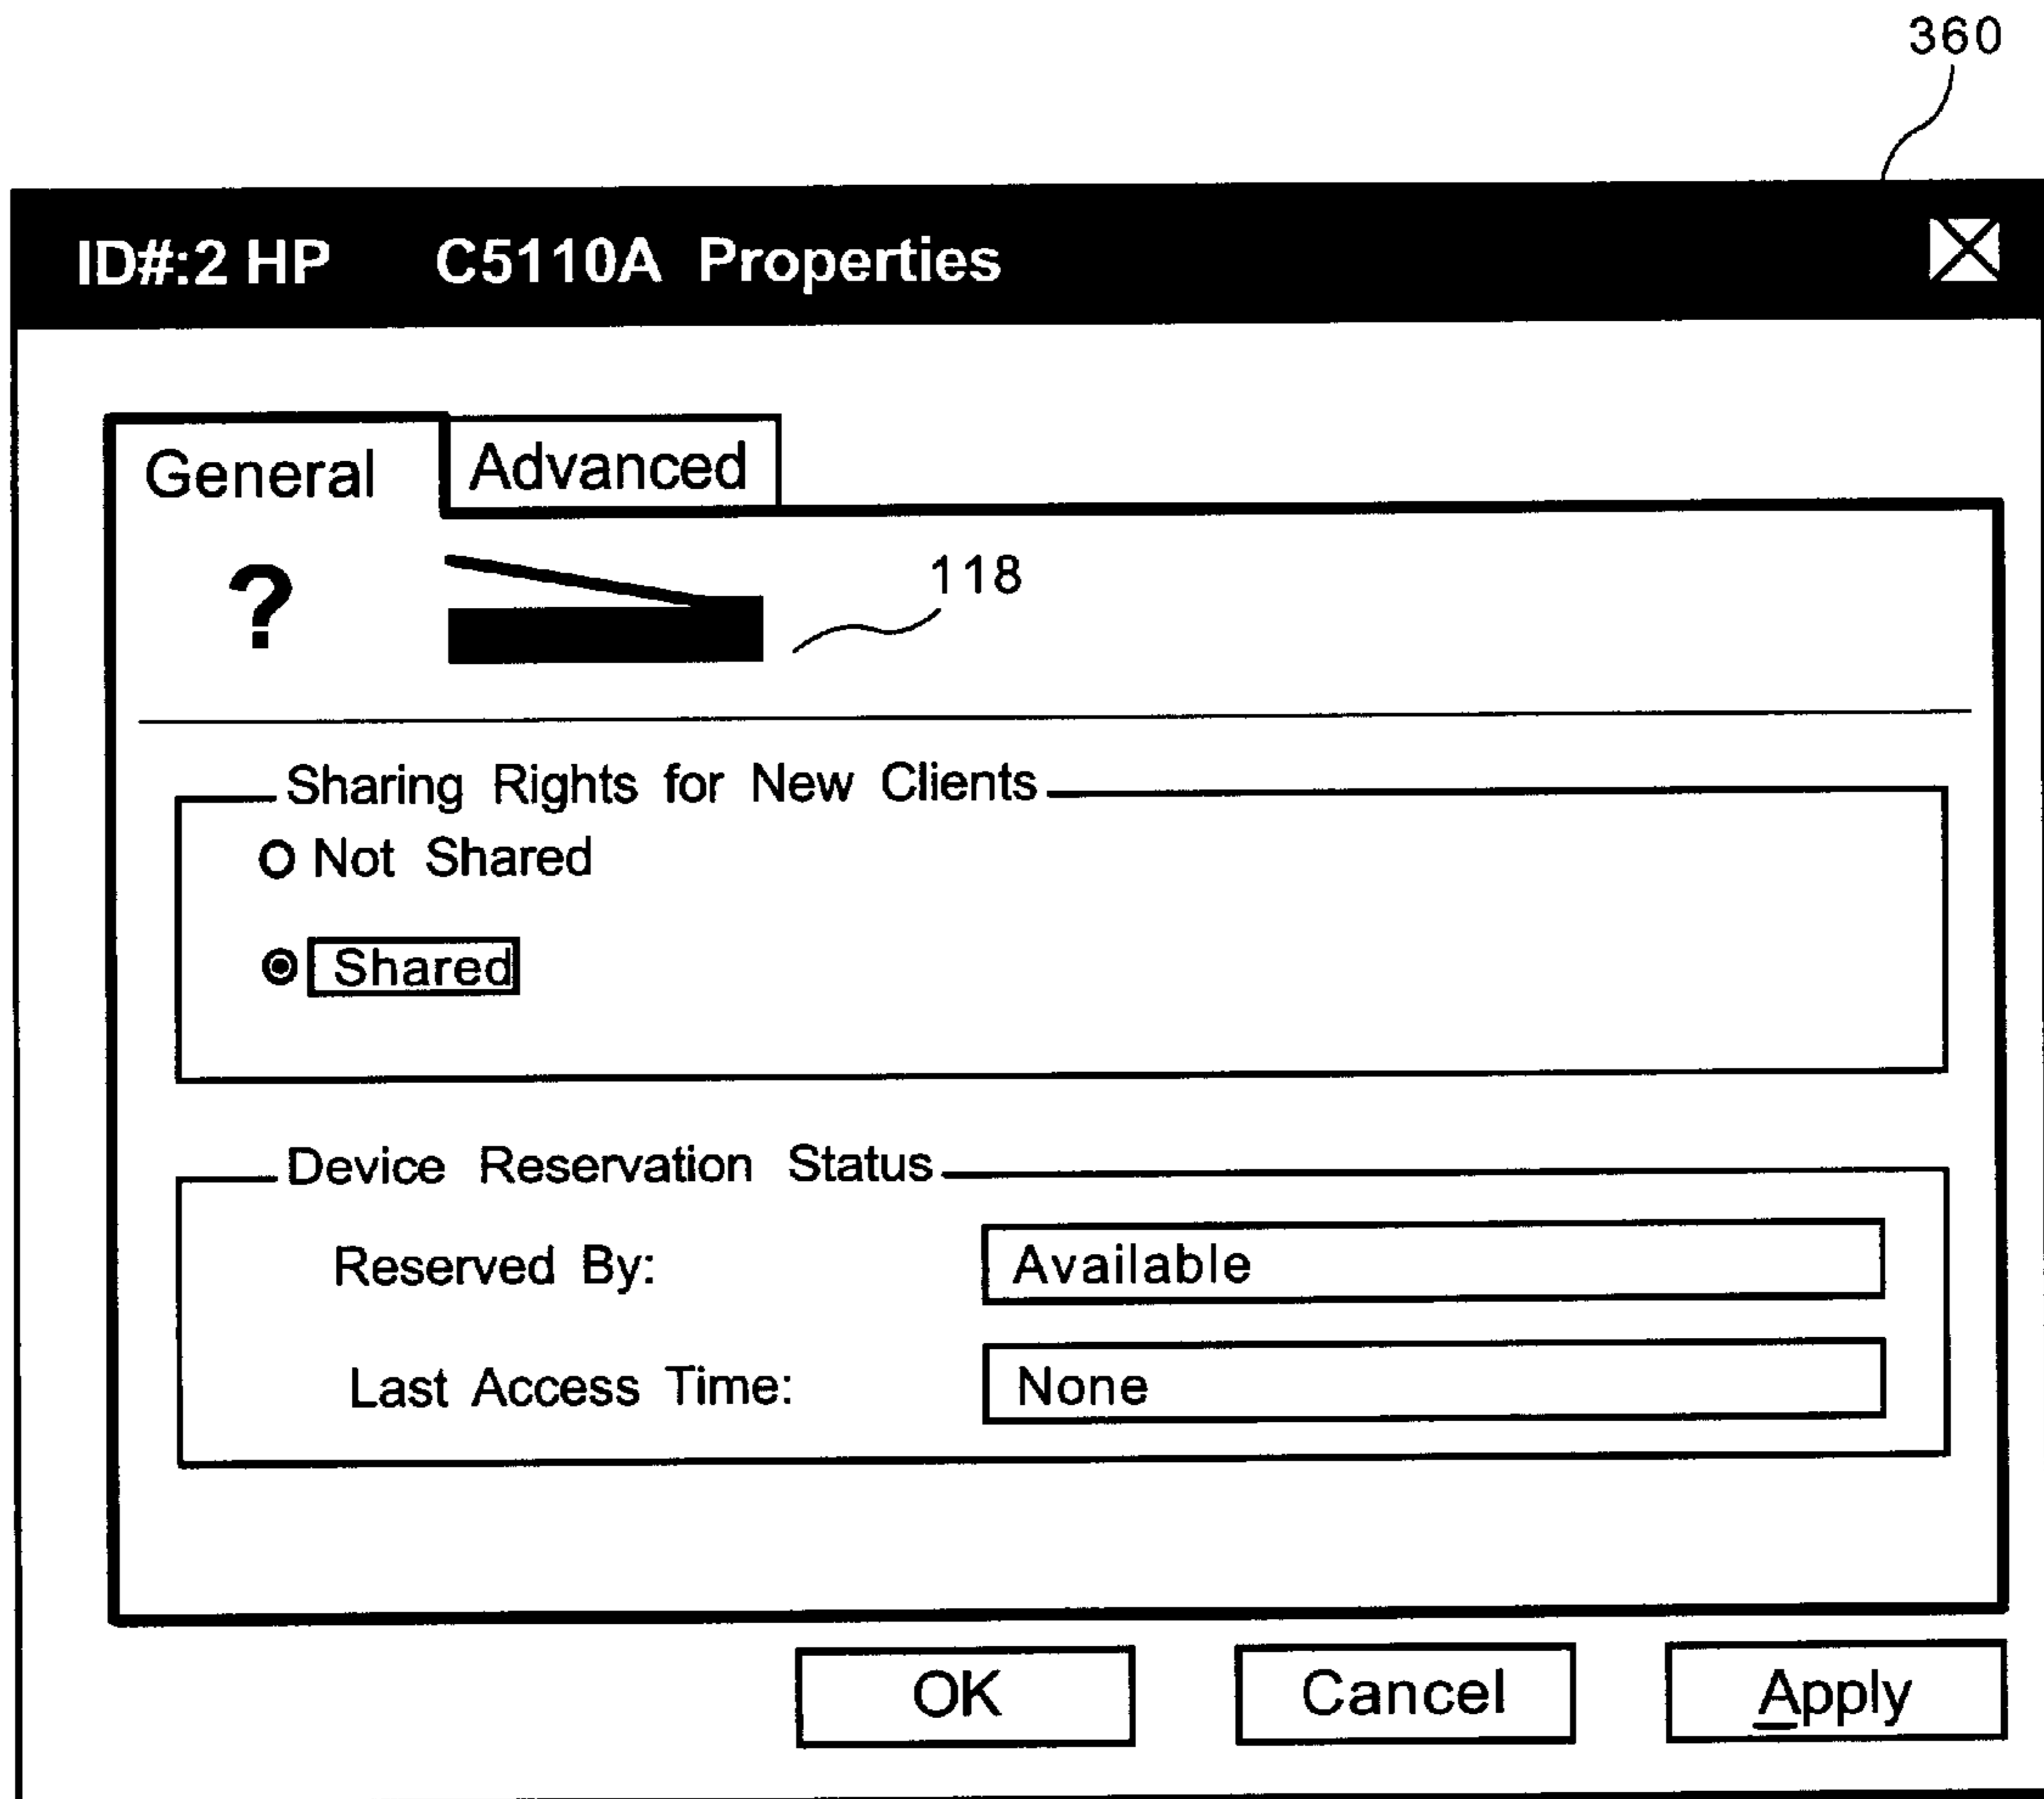 360
ID#:2 HP C5110A Properties
General Advanced
?
118
Sharing Rights for New Clients
Not Shared
Shared
Device Reservation Status
Reserved By: Available
Last Access Time: None
OK Cancel Apply